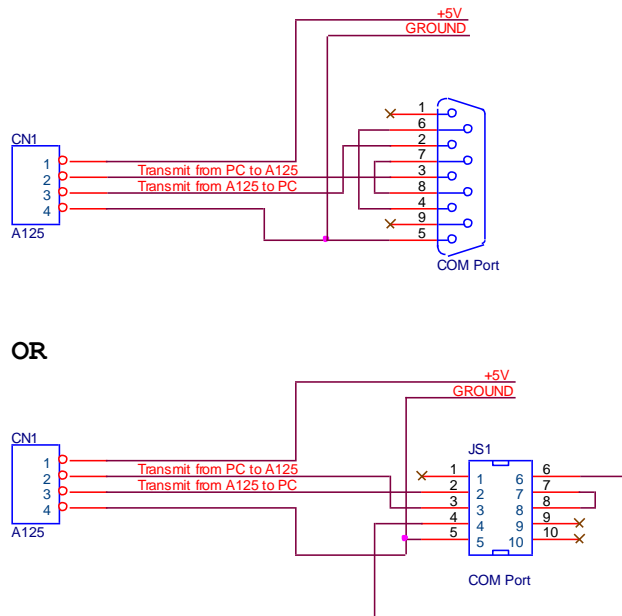 +5V
GROUND
CN1
1
2
3
4
Transmit from PC to A125
Transmit from A125 to PC
A125
1
6
2
7
3
8
4
9
5
COM Port
OR
+5V
GROUND
CN1
1
2
3
4
Transmit from PC to A125
Transmit from A125 to PC
A125
JS1
1 1 6 6
2 2 7 7
3 3 8 8
4 4 9 9
5 5 10 10
COM Port